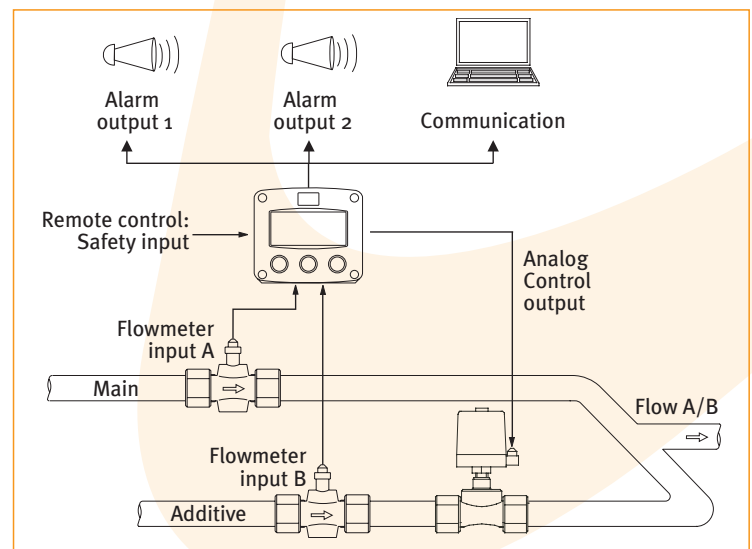 Alarm
output 1
Alarm
output 2
Communication
Remote control:
Safety input
Analog
Control
output
Flowmeter
input A
Main
Flow A/B
Flowmeter
input B
Additive